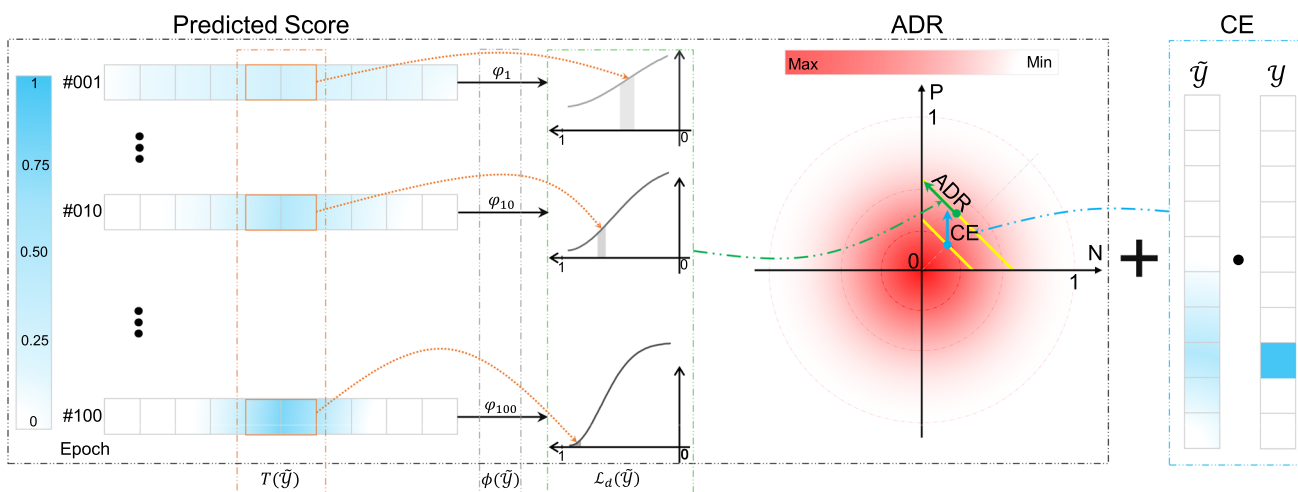 Predicted Score
ADR
CE
1
0.75
0.50
0.25
0
#001
#010
#100
Epoch
φ₁
φ₁₀
φ₁₀₀
1
0
1
0
1
0
T(ỹ)
ϕ(ỹ)
ℒ_d(ỹ)
Max
Min
P
1
ADR
CE
0
N
1
+
ỹ
y